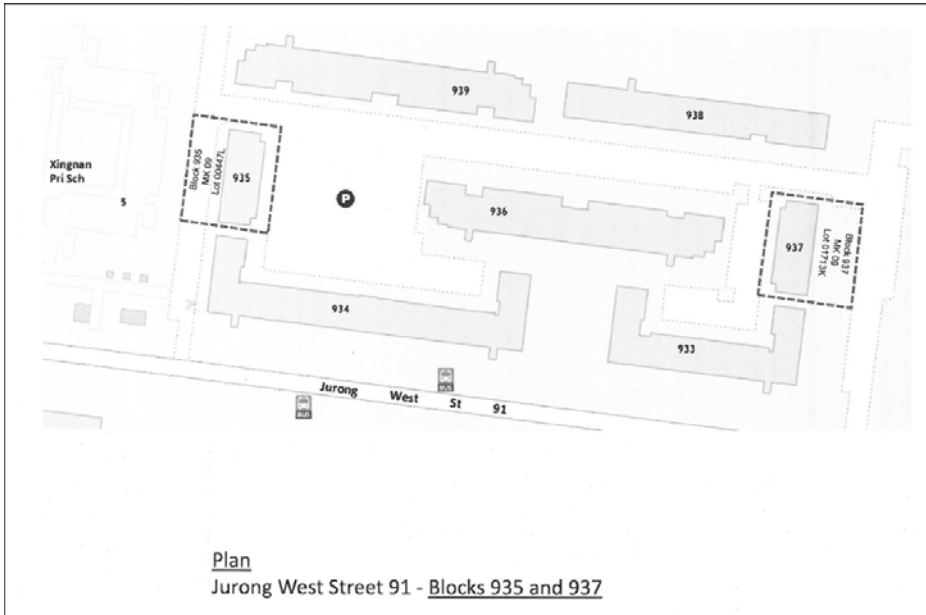 939
938
Xingnan
Pri Sch
5
Block 935
MK 09
Lot 00447L
935
P
936
937
Block 937
MK 09
Lot 01713K
934
933
BUS
Jurong West St 91
BUS
Plan
Jurong West Street 91 - Blocks 935 and 937